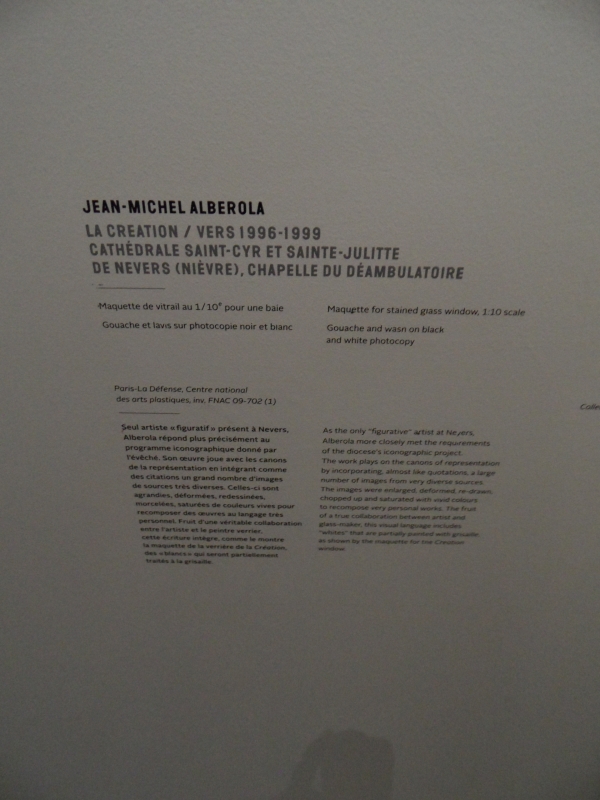 JEAN-MICHEL ALBEROLA
LA CREATION / VERS 1996-1999
CATHÉDRALE SAINT-CYR ET SAINTE-JULITTE
DE NEVERS (NIÈVRE), CHAPELLE DU DÉAMBULATOIRE
Maquette de vitrail au 1/10e pour une baie
Gouache et lavis sur photocopie noir et blanc
Maquette for stained glass window, 1:10 scale
Gouache and wash on black
and white photocopy
Paris-La Défense, Centre national
des arts plastiques, inv. FNAC 09-702 (1)
Seul artiste « figuratif » présent à Nevers,
Alberola répond plus précisément au
programme iconographique donné par
l'évêché. Son œuvre joue avec les canons
de la représentation en intégrant comme
des citations un grand nombre d'images
de sources très diverses. Celles-ci sont
agrandies, déformées, redessinées,
morcelées, saturées de couleurs vives pour
recomposer des œuvres au langage très
personnel. Fruit d'une véritable collaboration
entre l'artiste et le peintre verrier,
cette écriture intègre, comme le montre
la maquette de la verrière de la Création,
des « blancs » qui seront partiellement
traités à la grisaille.
As the only "figurative" artist at Nevers,
Alberola more closely met the requirements
of the diocese's iconographic project.
The work plays on the canons of representation
by incorporating, almost like quotations, a large
number of images from very diverse sources.
The images were enlarged, deformed, re-drawn,
chopped up and saturated with vivid colours
to recompose very personal works. The fruit
of a true collaboration between artist and
glass-maker, this visual language includes
"whites" that are partially painted with grisaille,
as shown by the maquette for the Creation
window.